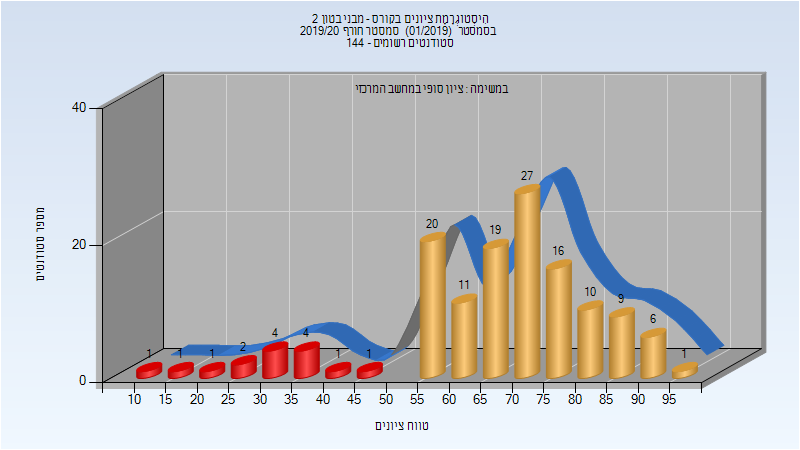 היסטוגרמת ציונים בקורס - מבני בטון 2
בסמסטר (01/2019) סמסטר חורף 2019/20
סטודנטים רשומים - 144
במשימה : ציון סופי במחשב המרכזי
מספר סטודנטים
40
20
0
1 1 1 2 4 4 1 1 20 11 19 27 16 10 9 6 1
10 15 20 25 30 35 40 45 50 55 60 65 70 75 80 85 90 95
טווח ציונים